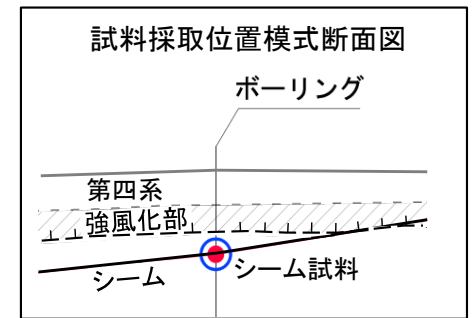 試料採取位置模式断面図
ボーリング
第四系
強風化部
シーム
シーム試料